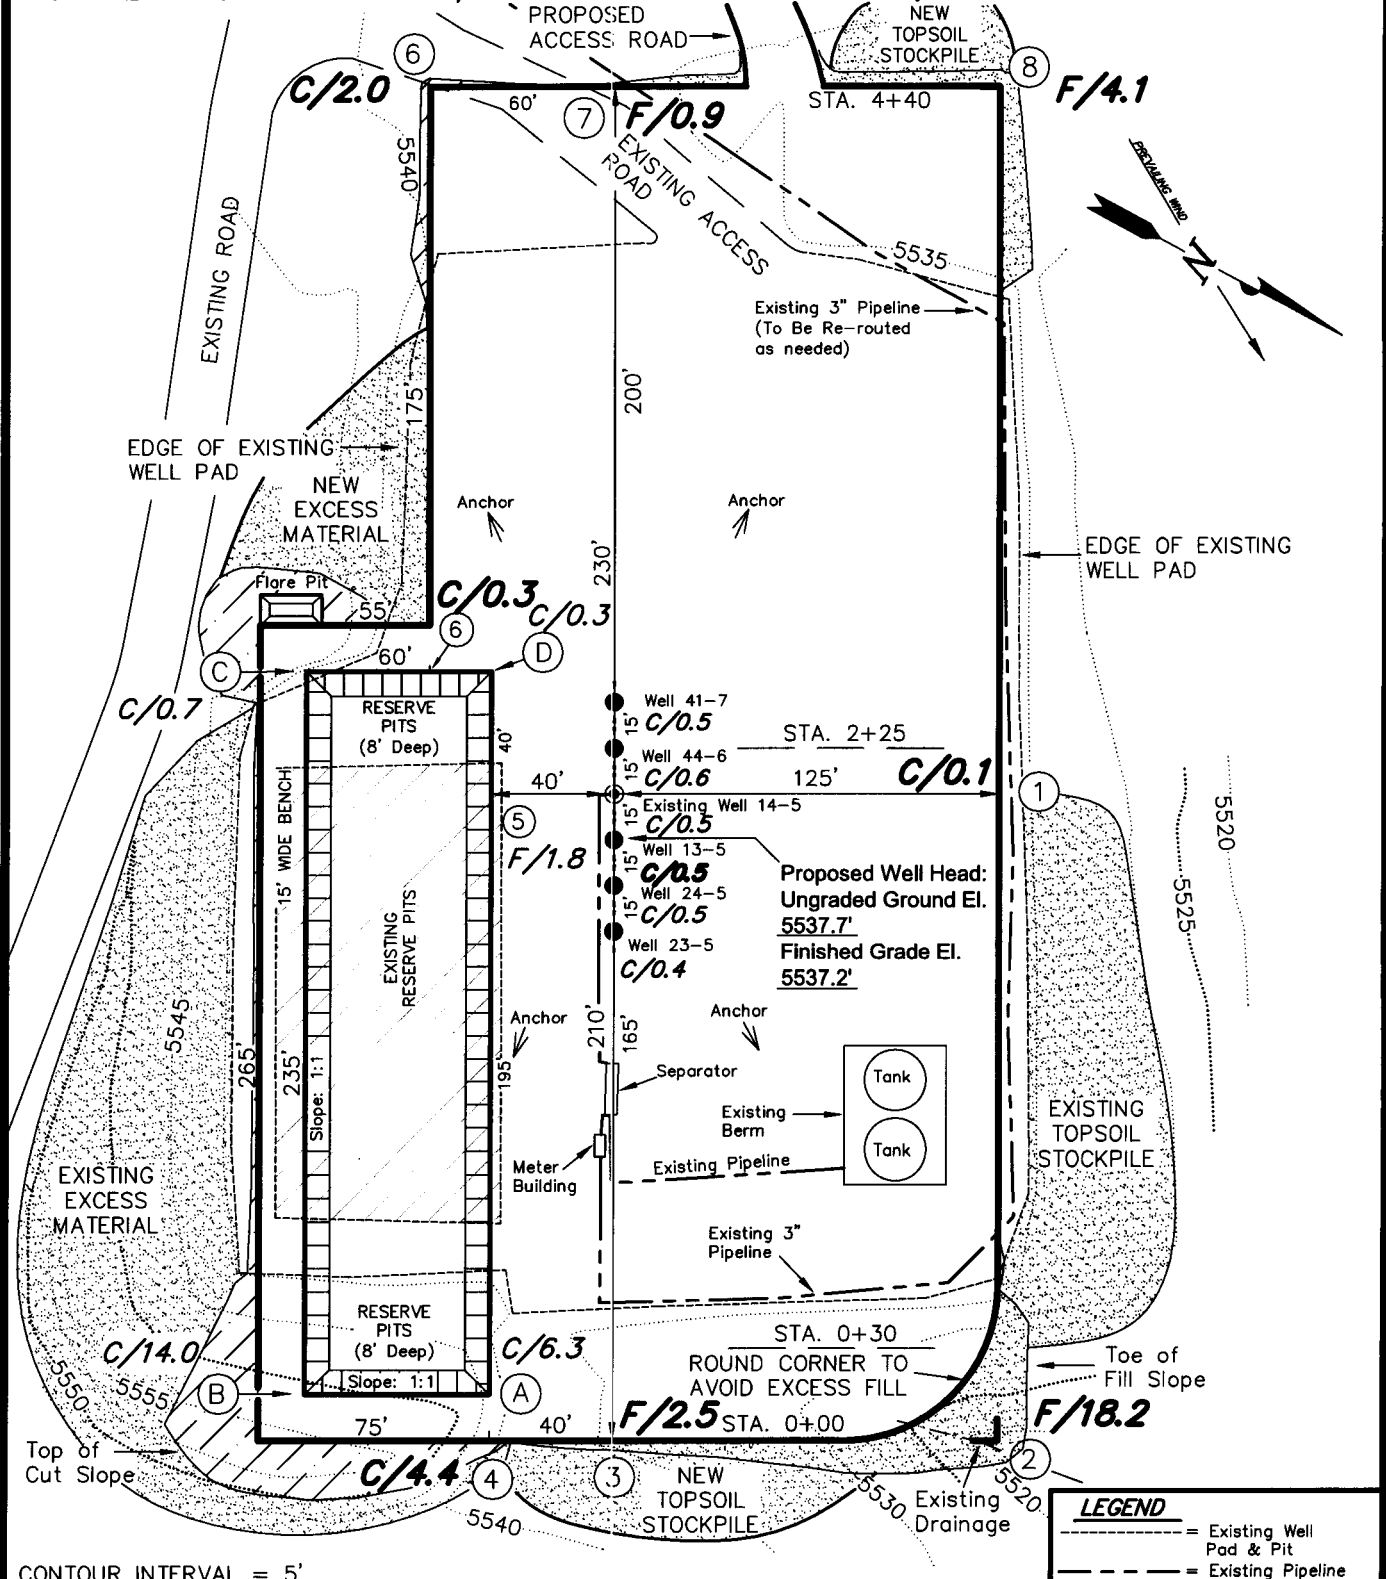 PROPOSED
ACCESS ROAD
NEW
TOPSOIL
STOCKPILE
6
C/2.0
60'
7
F/0.9
STA. 4+40
8
F/4.1
PREVAILING WIND
N
5540
EXISTING ACCESS
ROAD
EXISTING ROAD
5535
Existing 3" Pipeline
(To Be Re-routed
as needed)
200'
175'
EDGE OF EXISTING
WELL PAD
NEW
EXCESS
MATERIAL
Anchor
Anchor
230'
EDGE OF EXISTING
WELL PAD
Flare Pit
55'
C/0.3
C/0.3
6
D
60'
C
C/0.7
RESERVE
PITS
(8' Deep)
40'
Well 41-7
C/0.5
15'
STA. 2+25
Well 44-6
C/0.6
15'
40'
125'
C/0.1
1
15' WIDE BENCH
Existing Well 14-5
C/0.5
15'
5
F/1.8
Well 13-5
C/0.5
15'
Well 24-5
C/0.5
15'
Well 23-5
C/0.4
Proposed Well Head:
Ungraded Ground El.
5537.7'
Finished Grade El.
5537.2'
5520
5525
EXISTING
RESERVE PITS
5545
265'
235'
Slope: 1:1
195'
Anchor
210'
165'
Anchor
Separator
Tank
Existing
Berm
Tank
Meter
Building
Existing Pipeline
EXISTING
TOPSOIL
STOCKPILE
EXISTING
EXCESS
MATERIAL
Existing 3"
Pipeline
RESERVE
PITS
(8' Deep)
Slope: 1:1
C/6.3
STA. 0+30
ROUND CORNER TO
AVOID EXCESS FILL
Toe of
Fill Slope
C/14.0
5550
5555
B
A
75'
40'
F/2.5
STA. 0+00
F/18.2
Top of
Cut Slope
C/4.4
4
3
2
NEW
TOPSOIL
STOCKPILE
5540
5530
Existing
Drainage
5520
LEGEND
= Existing Well
Pad & Pit
= Existing Pipeline
CONTOUR INTERVAL = 5'